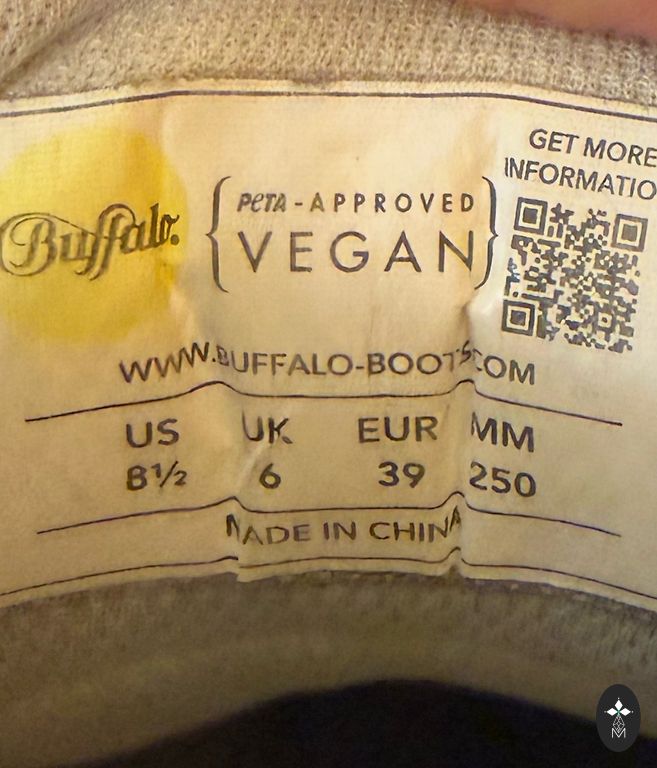 GET MORE
INFORMATIO
Buffalo.
PETA-APPROVED
VEGAN
WWW.BUFFALO-BOOTS.COM
US UK EUR MM
8½ 6 39 250
MADE IN CHINA
M